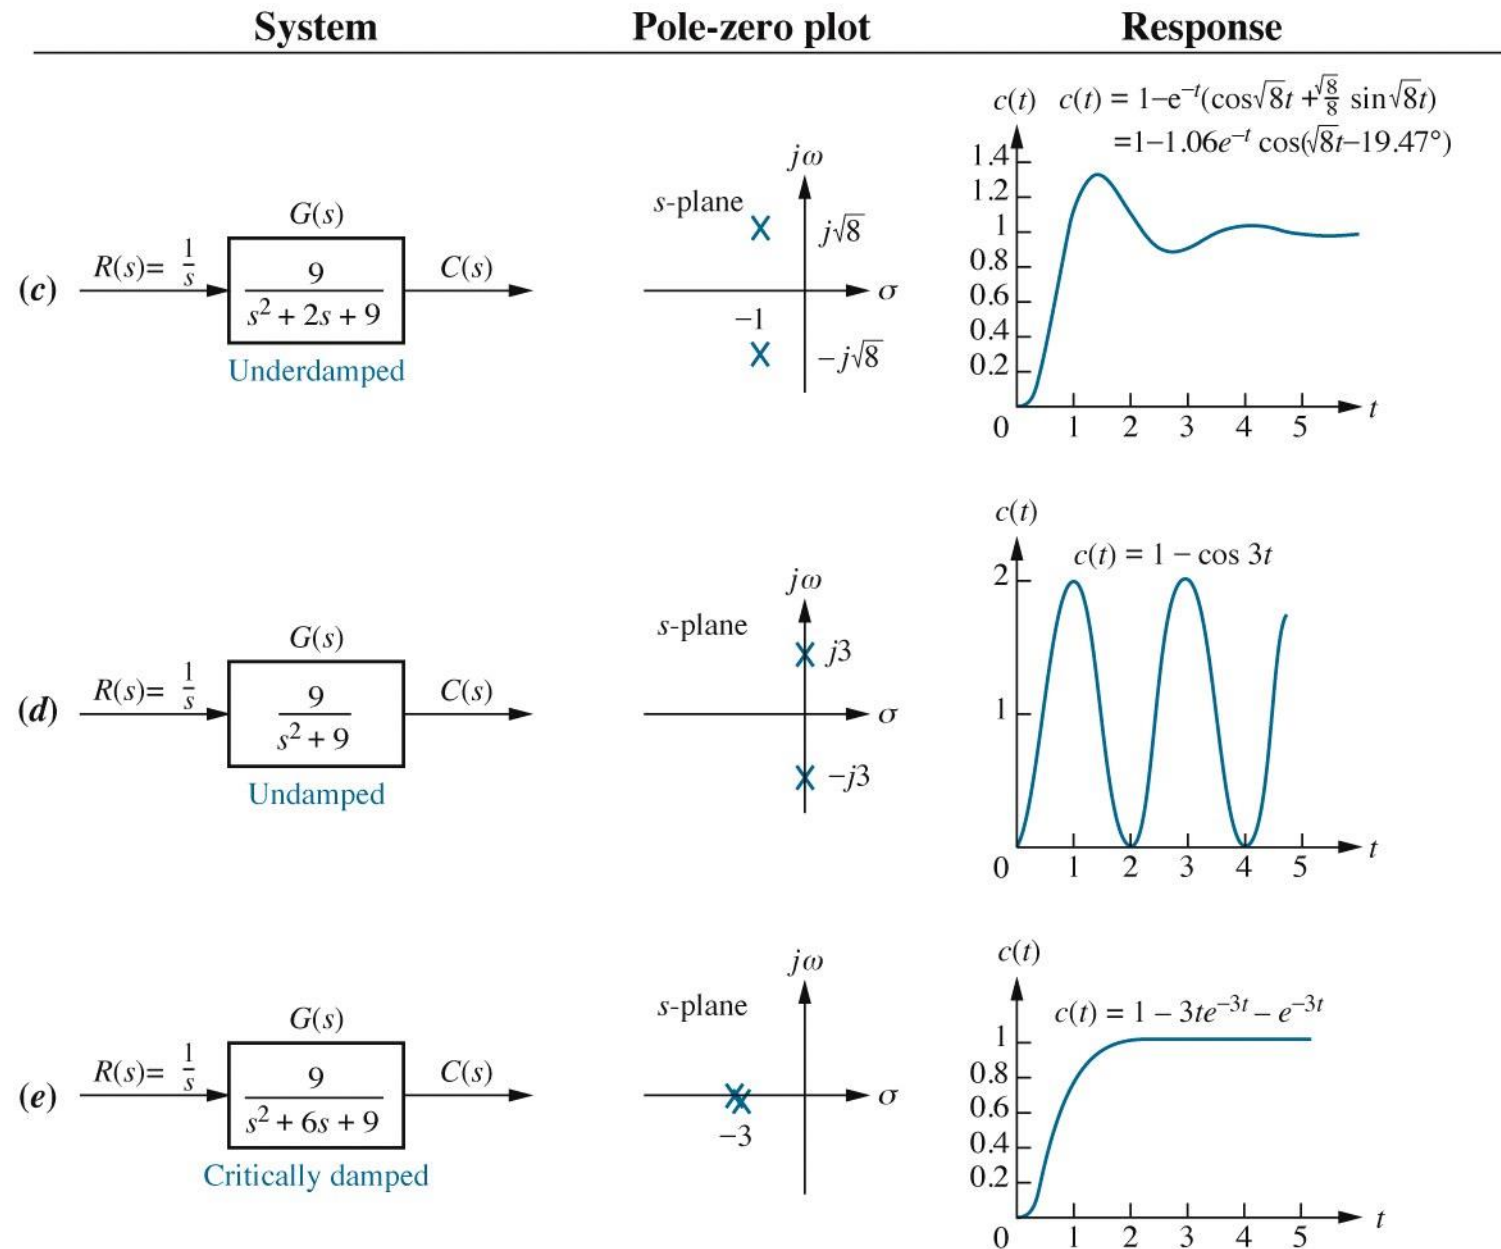 System Pole-zero plot Response
(c)
R(s)= 1/s
G(s)
9
s² + 2s + 9
C(s)
Underdamped
s-plane
jω
j√8
σ
−1
−j√8
c(t) c(t) = 1−e⁻ᵗ(cos√8t +√8/8 sin√8t)
=1−1.06e⁻ᵗ cos(√8t−19.47°)
1.4
1.2
1
0.8
0.6
0.4
0.2
0 1 2 3 4 5 t
(d)
R(s)= 1/s
G(s)
9
s² + 9
C(s)
Undamped
s-plane
jω
j3
σ
−j3
c(t)
c(t) = 1 − cos 3t
2
1
0 1 2 3 4 5 t
(e)
R(s)= 1/s
G(s)
9
s² + 6s + 9
C(s)
Critically damped
s-plane
jω
σ
−3
c(t)
c(t) = 1 − 3te⁻³ᵗ − e⁻³ᵗ
1
0.8
0.6
0.4
0.2
0 1 2 3 4 5 t